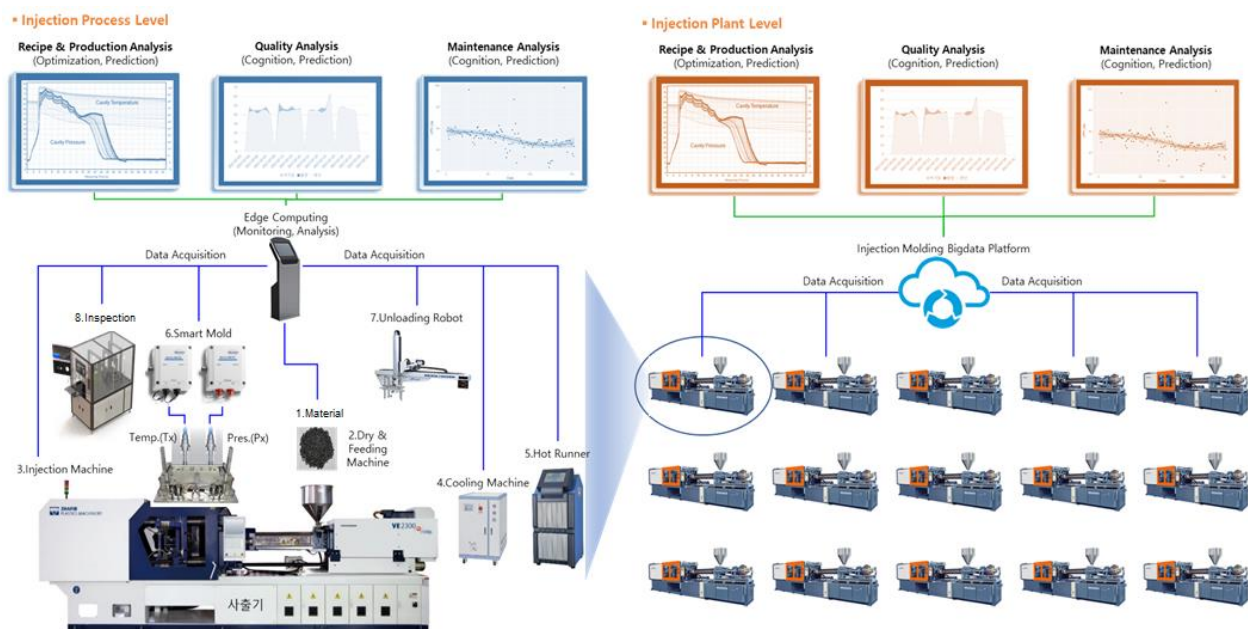 ▪ Injection Process Level
Recipe & Production Analysis
(Optimization, Prediction)
Quality Analysis
(Cognition, Prediction)
Maintenance Analysis
(Cognition, Prediction)
Cavity Temperature
Cavity Pressure
Edge Computing
(Monitoring, Analysis)
Data Acquisition
Data Acquisition
8.Inspection
6.Smart Mold
7.Unloading Robot
1.Material
2.Dry &
Feeding
Machine
Temp.(Tx)
Pres.(Px)
3.Injection Machine
4.Cooling Machine
5.Hot Runner
VE2300
사출기
▪ Injection Plant Level
Recipe & Production Analysis
(Optimization, Prediction)
Quality Analysis
(Cognition, Prediction)
Maintenance Analysis
(Cognition, Prediction)
Cavity Temperature
Cavity Pressure
Injection Molding Bigdata Platform
Data Acquisition
Data Acquisition